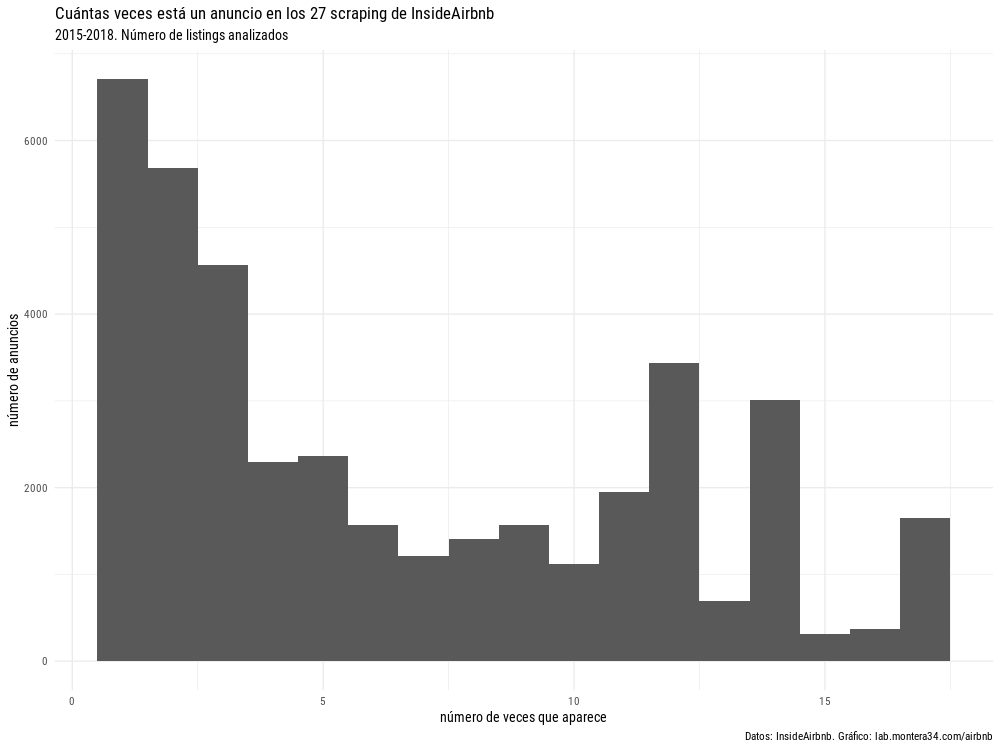 Cuántas veces está un anuncio en los 27 scraping de InsideAirbnb
2015-2018. Número de listings analizados
6000
4000
2000
0
número de anuncios
0 5 10 15
número de veces que aparece
Datos: InsideAirbnb. Gráfico: lab.montera34.com/airbnb